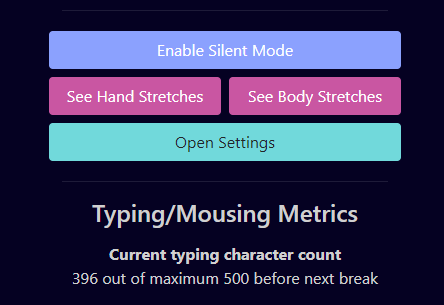 Enable Silent Mode
See Hand Stretches See Body Stretches
Open Settings
Typing/Mousing Metrics
Current typing character count
396 out of maximum 500 before next break